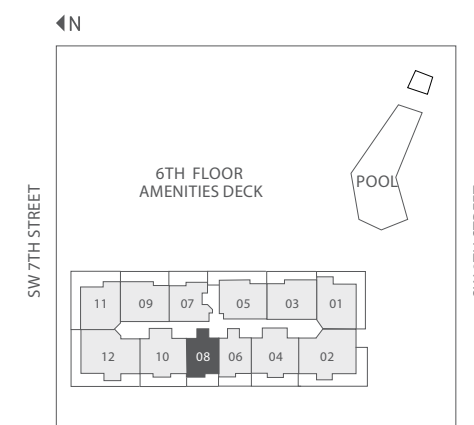 N
6TH FLOOR
AMENITIES DECK
POOL
SW 7TH STREET
11 09 07 05 03 01
12 10 08 06 04 02